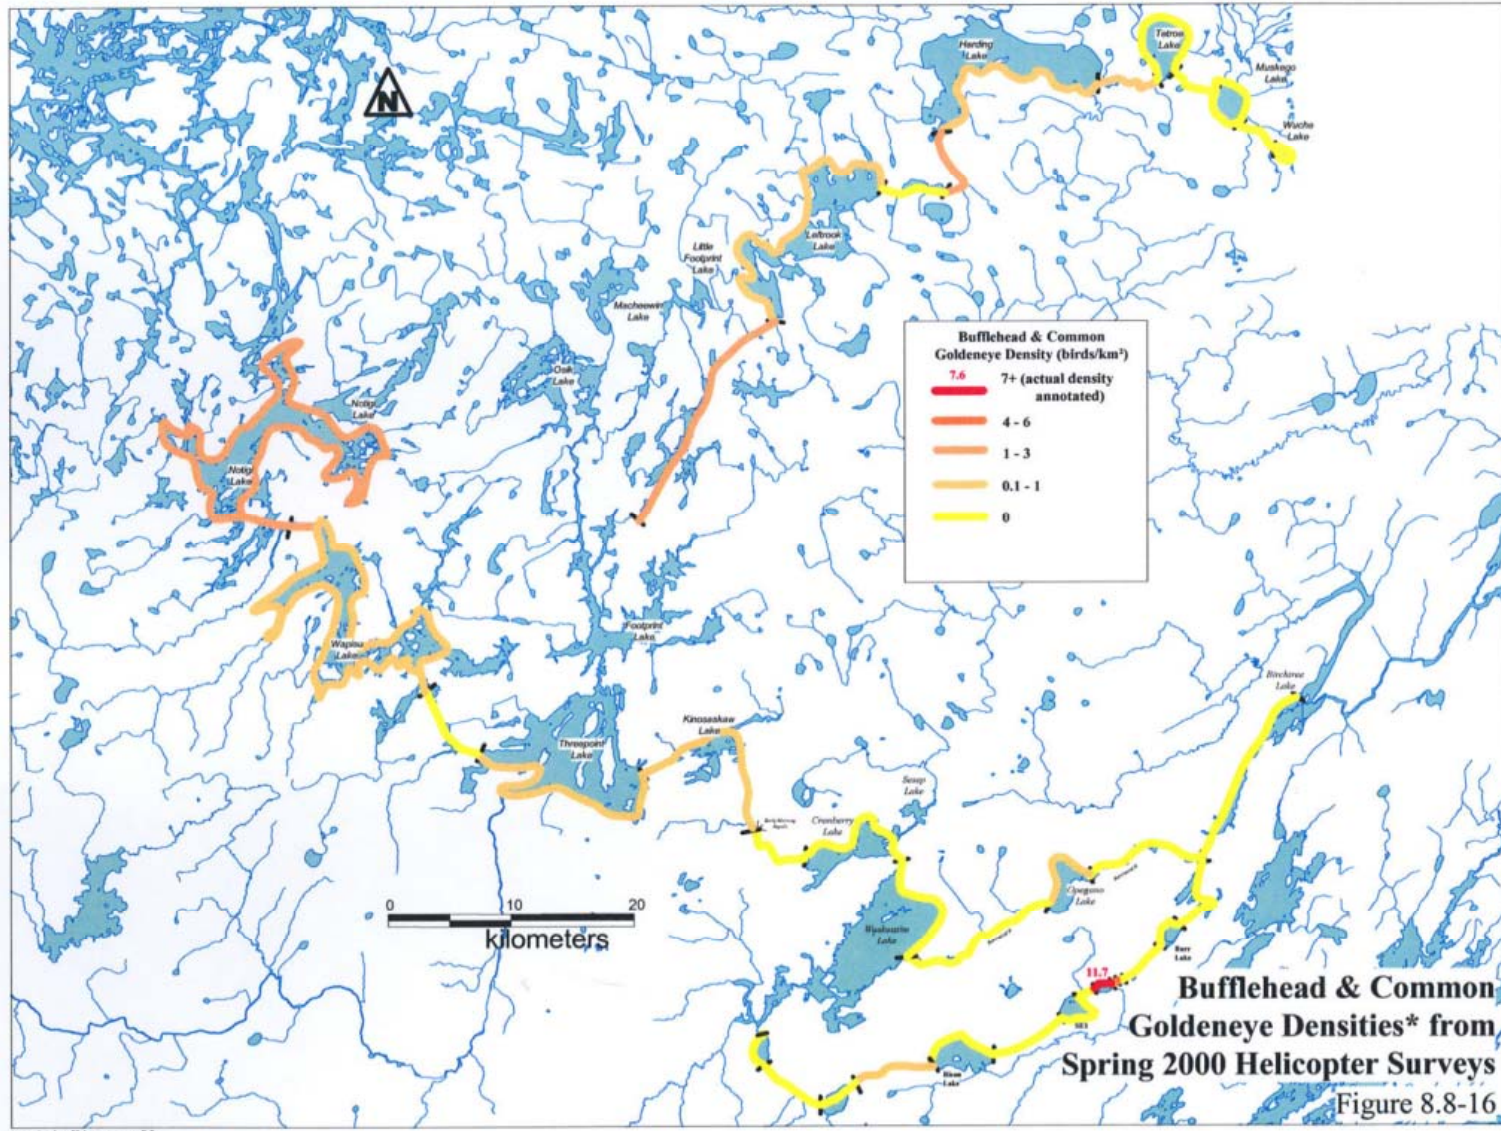 Tetroe
Lake
Harding
Lake
Muskego
Lake
Wuche
Lake
N
Leftrook
Lake
Little
Footprint
Lake
Macheewin
Lake
Osik
Lake
Notigi
Lake
Notigi
Lake
Bufflehead & Common
Goldeneye Density (birds/km²)
7.6
7+ (actual density
annotated)
4 - 6
1 - 3
0.1 - 1
0
Footprint
Lake
Wapisu
Lake
Birchtree
Lake
Kinosaskaw
Lake
Threepoint
Lake
Sesep
Lake
Cranberry
Lake
Opegano
Lake
0 10 20
kilometers
Wuskwatim
Lake
Burr
Lake
11.7
Lake
Bufflehead & Common
Goldeneye Densities* from
Spring 2000 Helicopter Surveys
Figure 8.8-16